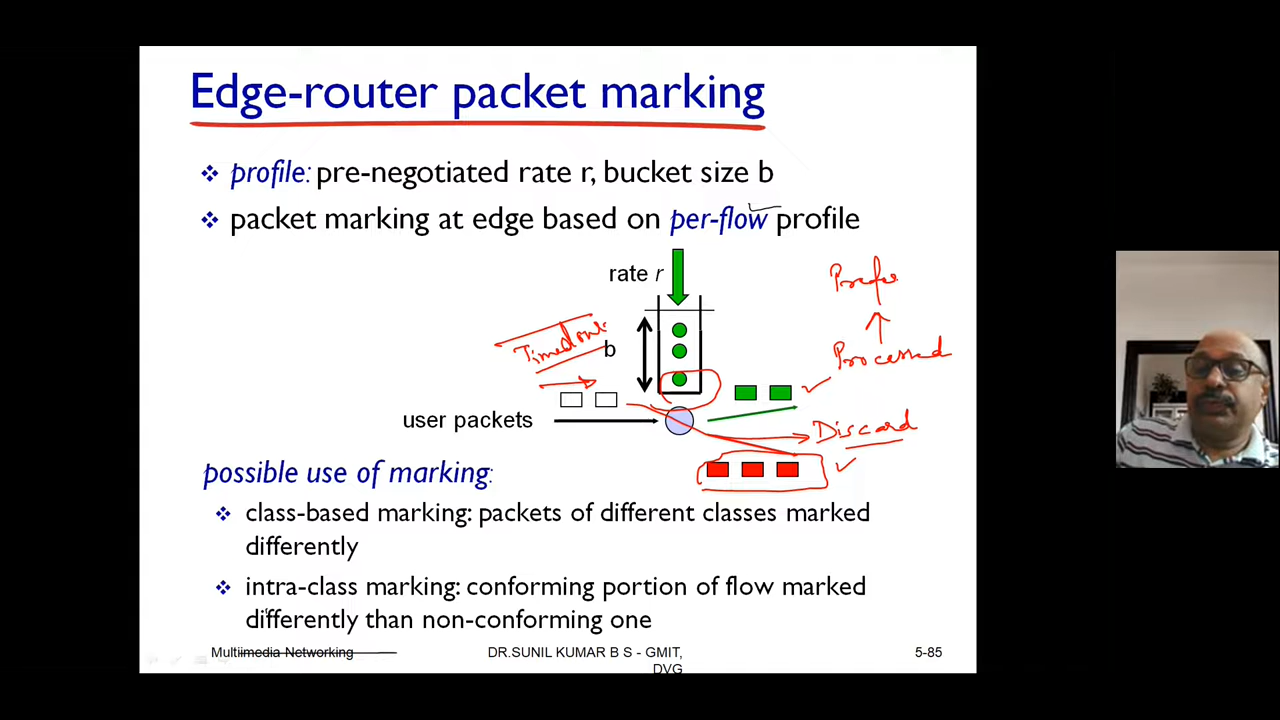 Edge-router packet marking
profile: pre-negotiated rate r, bucket size b
packet marking at edge based on per-flow profile
rate r
Prefer
Timedout
b
Processed
user packets
Discard
possible use of marking:
class-based marking: packets of different classes marked
differently
intra-class marking: conforming portion of flow marked
differently than non-conforming one
Multiimedia Networking
DR.SUNIL KUMAR B S - GMIT,
DVG
5-85